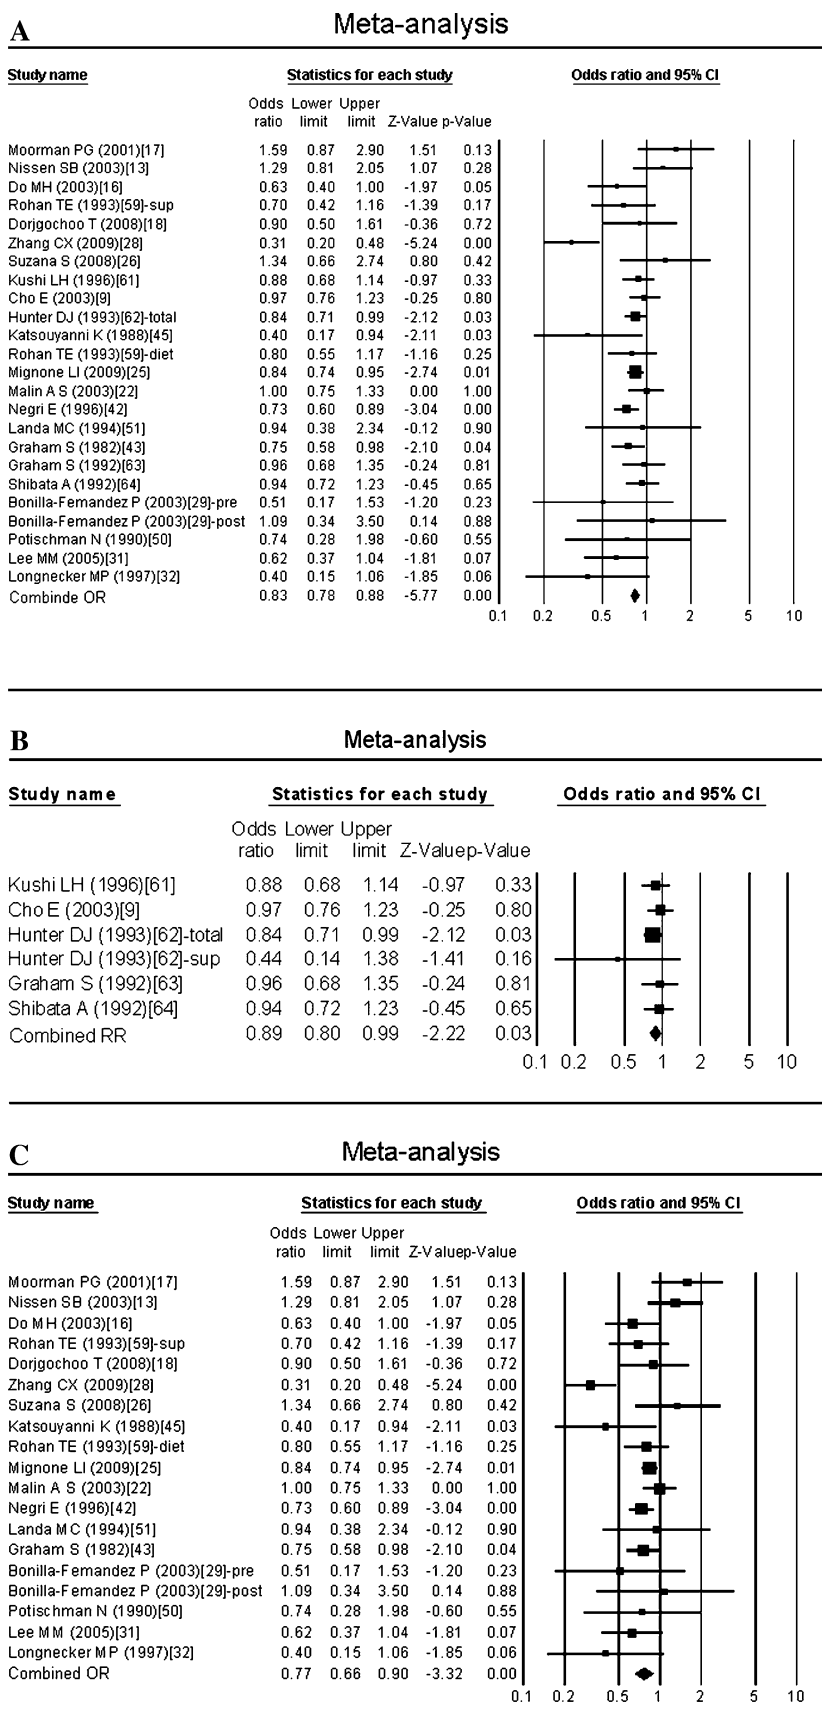 A
Meta-analysis
Study name Statistics for each study Odds ratio and 95% CI
Odds Lower Upper
ratio limit limit Z-Value p-Value
Moorman PG (2001)[17] 1.59 0.87 2.90 1.51 0.13
Nissen SB (2003)[13] 1.29 0.81 2.05 1.07 0.28
Do MH (2003)[16] 0.63 0.40 1.00 -1.97 0.05
Rohan TE (1993)[59]-sup 0.70 0.42 1.16 -1.39 0.17
Dorjgochoo T (2008)[18] 0.90 0.50 1.61 -0.36 0.72
Zhang CX (2009)[28] 0.31 0.20 0.48 -5.24 0.00
Suzana S (2008)[26] 1.34 0.66 2.74 0.80 0.42
Kushi LH (1996)[61] 0.88 0.68 1.14 -0.97 0.33
Cho E (2003)[9] 0.97 0.76 1.23 -0.25 0.80
Hunter DJ (1993)[62]-total 0.84 0.71 0.99 -2.12 0.03
Katsouyanni K (1988)[45] 0.40 0.17 0.94 -2.11 0.03
Rohan TE (1993)[59]-diet 0.80 0.55 1.17 -1.16 0.25
Mignone LI (2009)[25] 0.84 0.74 0.95 -2.74 0.01
Malin A S (2003)[22] 1.00 0.75 1.33 0.00 1.00
Negri E (1996)[42] 0.73 0.60 0.89 -3.04 0.00
Landa MC (1994)[51] 0.94 0.38 2.34 -0.12 0.90
Graham S (1982)[43] 0.75 0.58 0.98 -2.10 0.04
Graham S (1992)[63] 0.96 0.68 1.35 -0.24 0.81
Shibata A (1992)[64] 0.94 0.72 1.23 -0.45 0.65
Bonilla-Fernandez P (2003)[29]-pre 0.51 0.17 1.53 -1.20 0.23
Bonilla-Fernandez P (2003)[29]-post 1.09 0.34 3.50 0.14 0.88
Potischman N (1990)[50] 0.74 0.28 1.98 -0.60 0.55
Lee MM (2005)[31] 0.62 0.37 1.04 -1.81 0.07
Longnecker MP (1997)[32] 0.40 0.15 1.06 -1.85 0.06
Combinde OR 0.83 0.78 0.88 -5.77 0.00
0.1 0.2 0.5 1 2 5 10
B
Meta-analysis
Study name Statistics for each study Odds ratio and 95% CI
Odds Lower Upper
ratio limit limit Z-Valuep-Value
Kushi LH (1996)[61] 0.88 0.68 1.14 -0.97 0.33
Cho E (2003)[9] 0.97 0.76 1.23 -0.25 0.80
Hunter DJ (1993)[62]-total 0.84 0.71 0.99 -2.12 0.03
Hunter DJ (1993)[62]-sup 0.44 0.14 1.38 -1.41 0.16
Graham S (1992)[63] 0.96 0.68 1.35 -0.24 0.81
Shibata A (1992)[64] 0.94 0.72 1.23 -0.45 0.65
Combined RR 0.89 0.80 0.99 -2.22 0.03
0.1 0.2 0.5 1 2 5 10
C
Meta-analysis
Study name Statistics for each study Odds ratio and 95% CI
Odds Lower Upper
ratio limit limit Z-Valuep-Value
Moorman PG (2001)[17] 1.59 0.87 2.90 1.51 0.13
Nissen SB (2003)[13] 1.29 0.81 2.05 1.07 0.28
Do MH (2003)[16] 0.63 0.40 1.00 -1.97 0.05
Rohan TE (1993)[59]-sup 0.70 0.42 1.16 -1.39 0.17
Dorjgochoo T (2008)[18] 0.90 0.50 1.61 -0.36 0.72
Zhang CX (2009)[28] 0.31 0.20 0.48 -5.24 0.00
Suzana S (2008)[26] 1.34 0.66 2.74 0.80 0.42
Katsouyanni K (1988)[45] 0.40 0.17 0.94 -2.11 0.03
Rohan TE (1993)[59]-diet 0.80 0.55 1.17 -1.16 0.25
Mignone LI (2009)[25] 0.84 0.74 0.95 -2.74 0.01
Malin A S (2003)[22] 1.00 0.75 1.33 0.00 1.00
Negri E (1996)[42] 0.73 0.60 0.89 -3.04 0.00
Landa MC (1994)[51] 0.94 0.38 2.34 -0.12 0.90
Graham S (1982)[43] 0.75 0.58 0.98 -2.10 0.04
Bonilla-Fernandez P (2003)[29]-pre 0.51 0.17 1.53 -1.20 0.23
Bonilla-Fernandez P (2003)[29]-post 1.09 0.34 3.50 0.14 0.88
Potischman N (1990)[50] 0.74 0.28 1.98 -0.60 0.55
Lee MM (2005)[31] 0.62 0.37 1.04 -1.81 0.07
Longnecker MP (1997)[32] 0.40 0.15 1.06 -1.85 0.06
Combined OR 0.77 0.66 0.90 -3.32 0.00
0.1 0.2 0.5 1 2 5 10